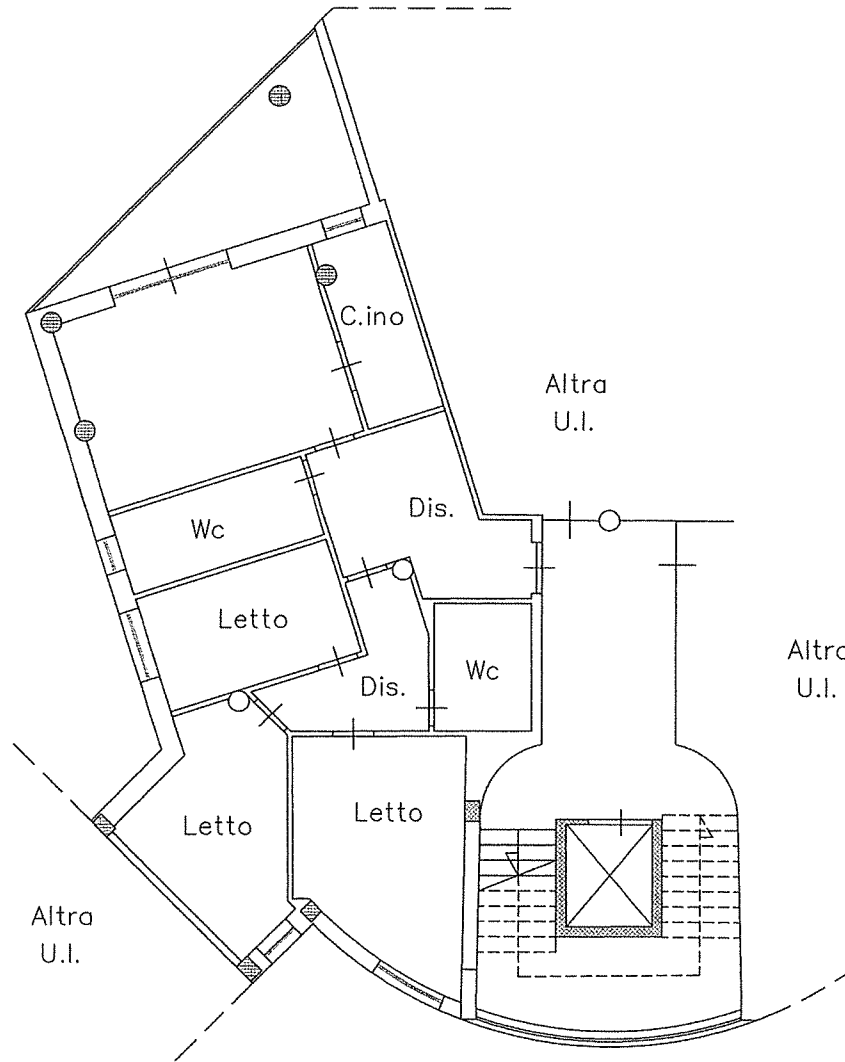 C.ino
Altra
U.I.
Dis.
Wc
Letto
Wc
Dis.
Altra
U.I.
Letto
Letto
Altra
U.I.